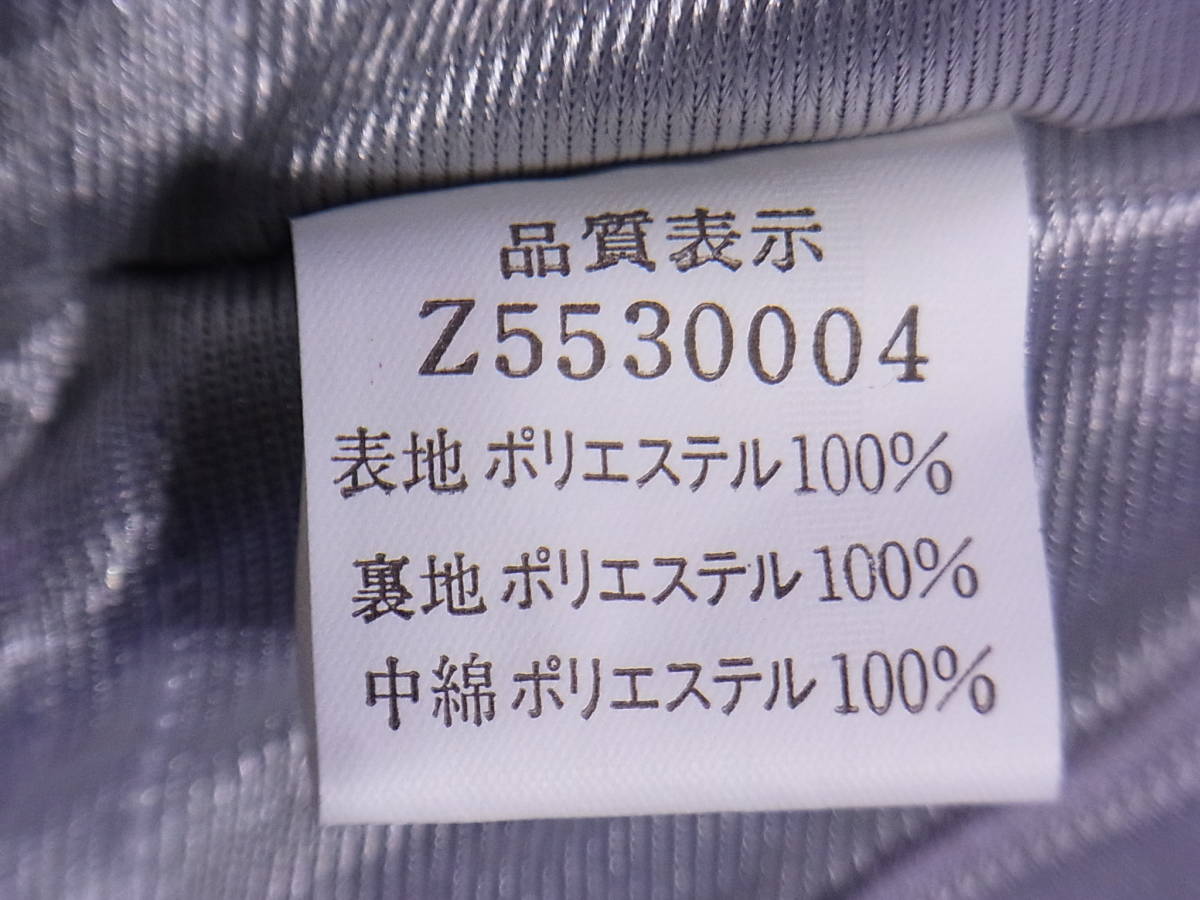 品質表示
Z5530004
表地 ポリエステル100%
裏地 ポリエステル100%
中綿 ポリエステル100%